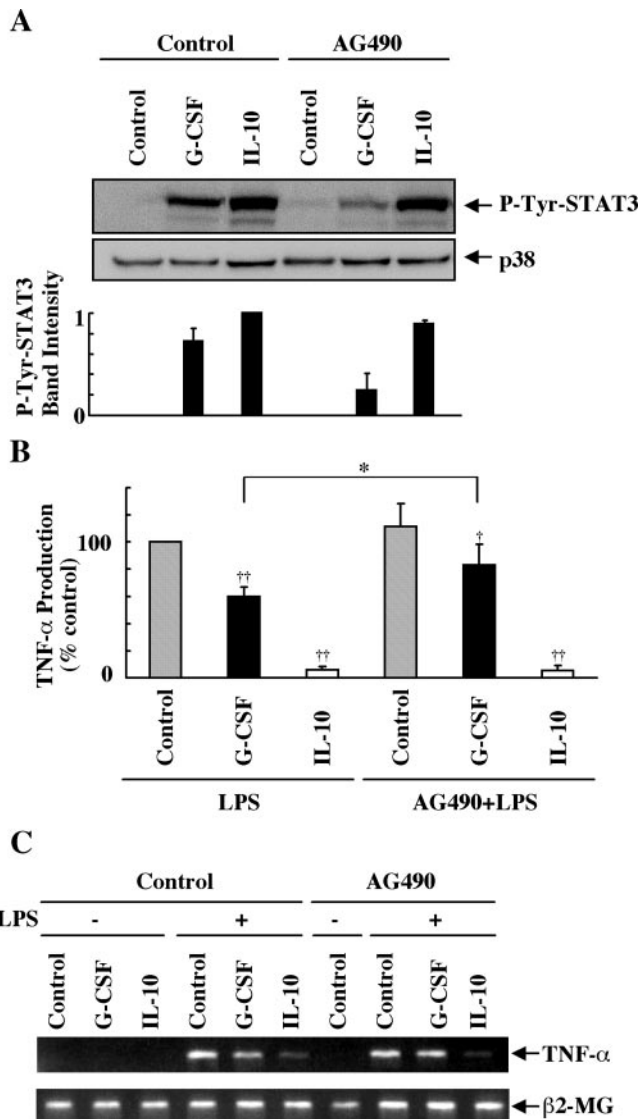 A
Control AG490
Control G-CSF IL-10 Control G-CSF IL-10
P-Tyr-STAT3
p38
P-Tyr-STAT3
Band Intensity
1
1
B
*
TNF-α Production
(% control)
100
0
†† †† † ††
Control G-CSF IL-10 Control G-CSF IL-10
LPS AG490+LPS
C
Control AG490
LPS - + - +
Control G-CSF IL-10 Control G-CSF IL-10 Control Control G-CSF IL-10
TNF-α
β2-MG